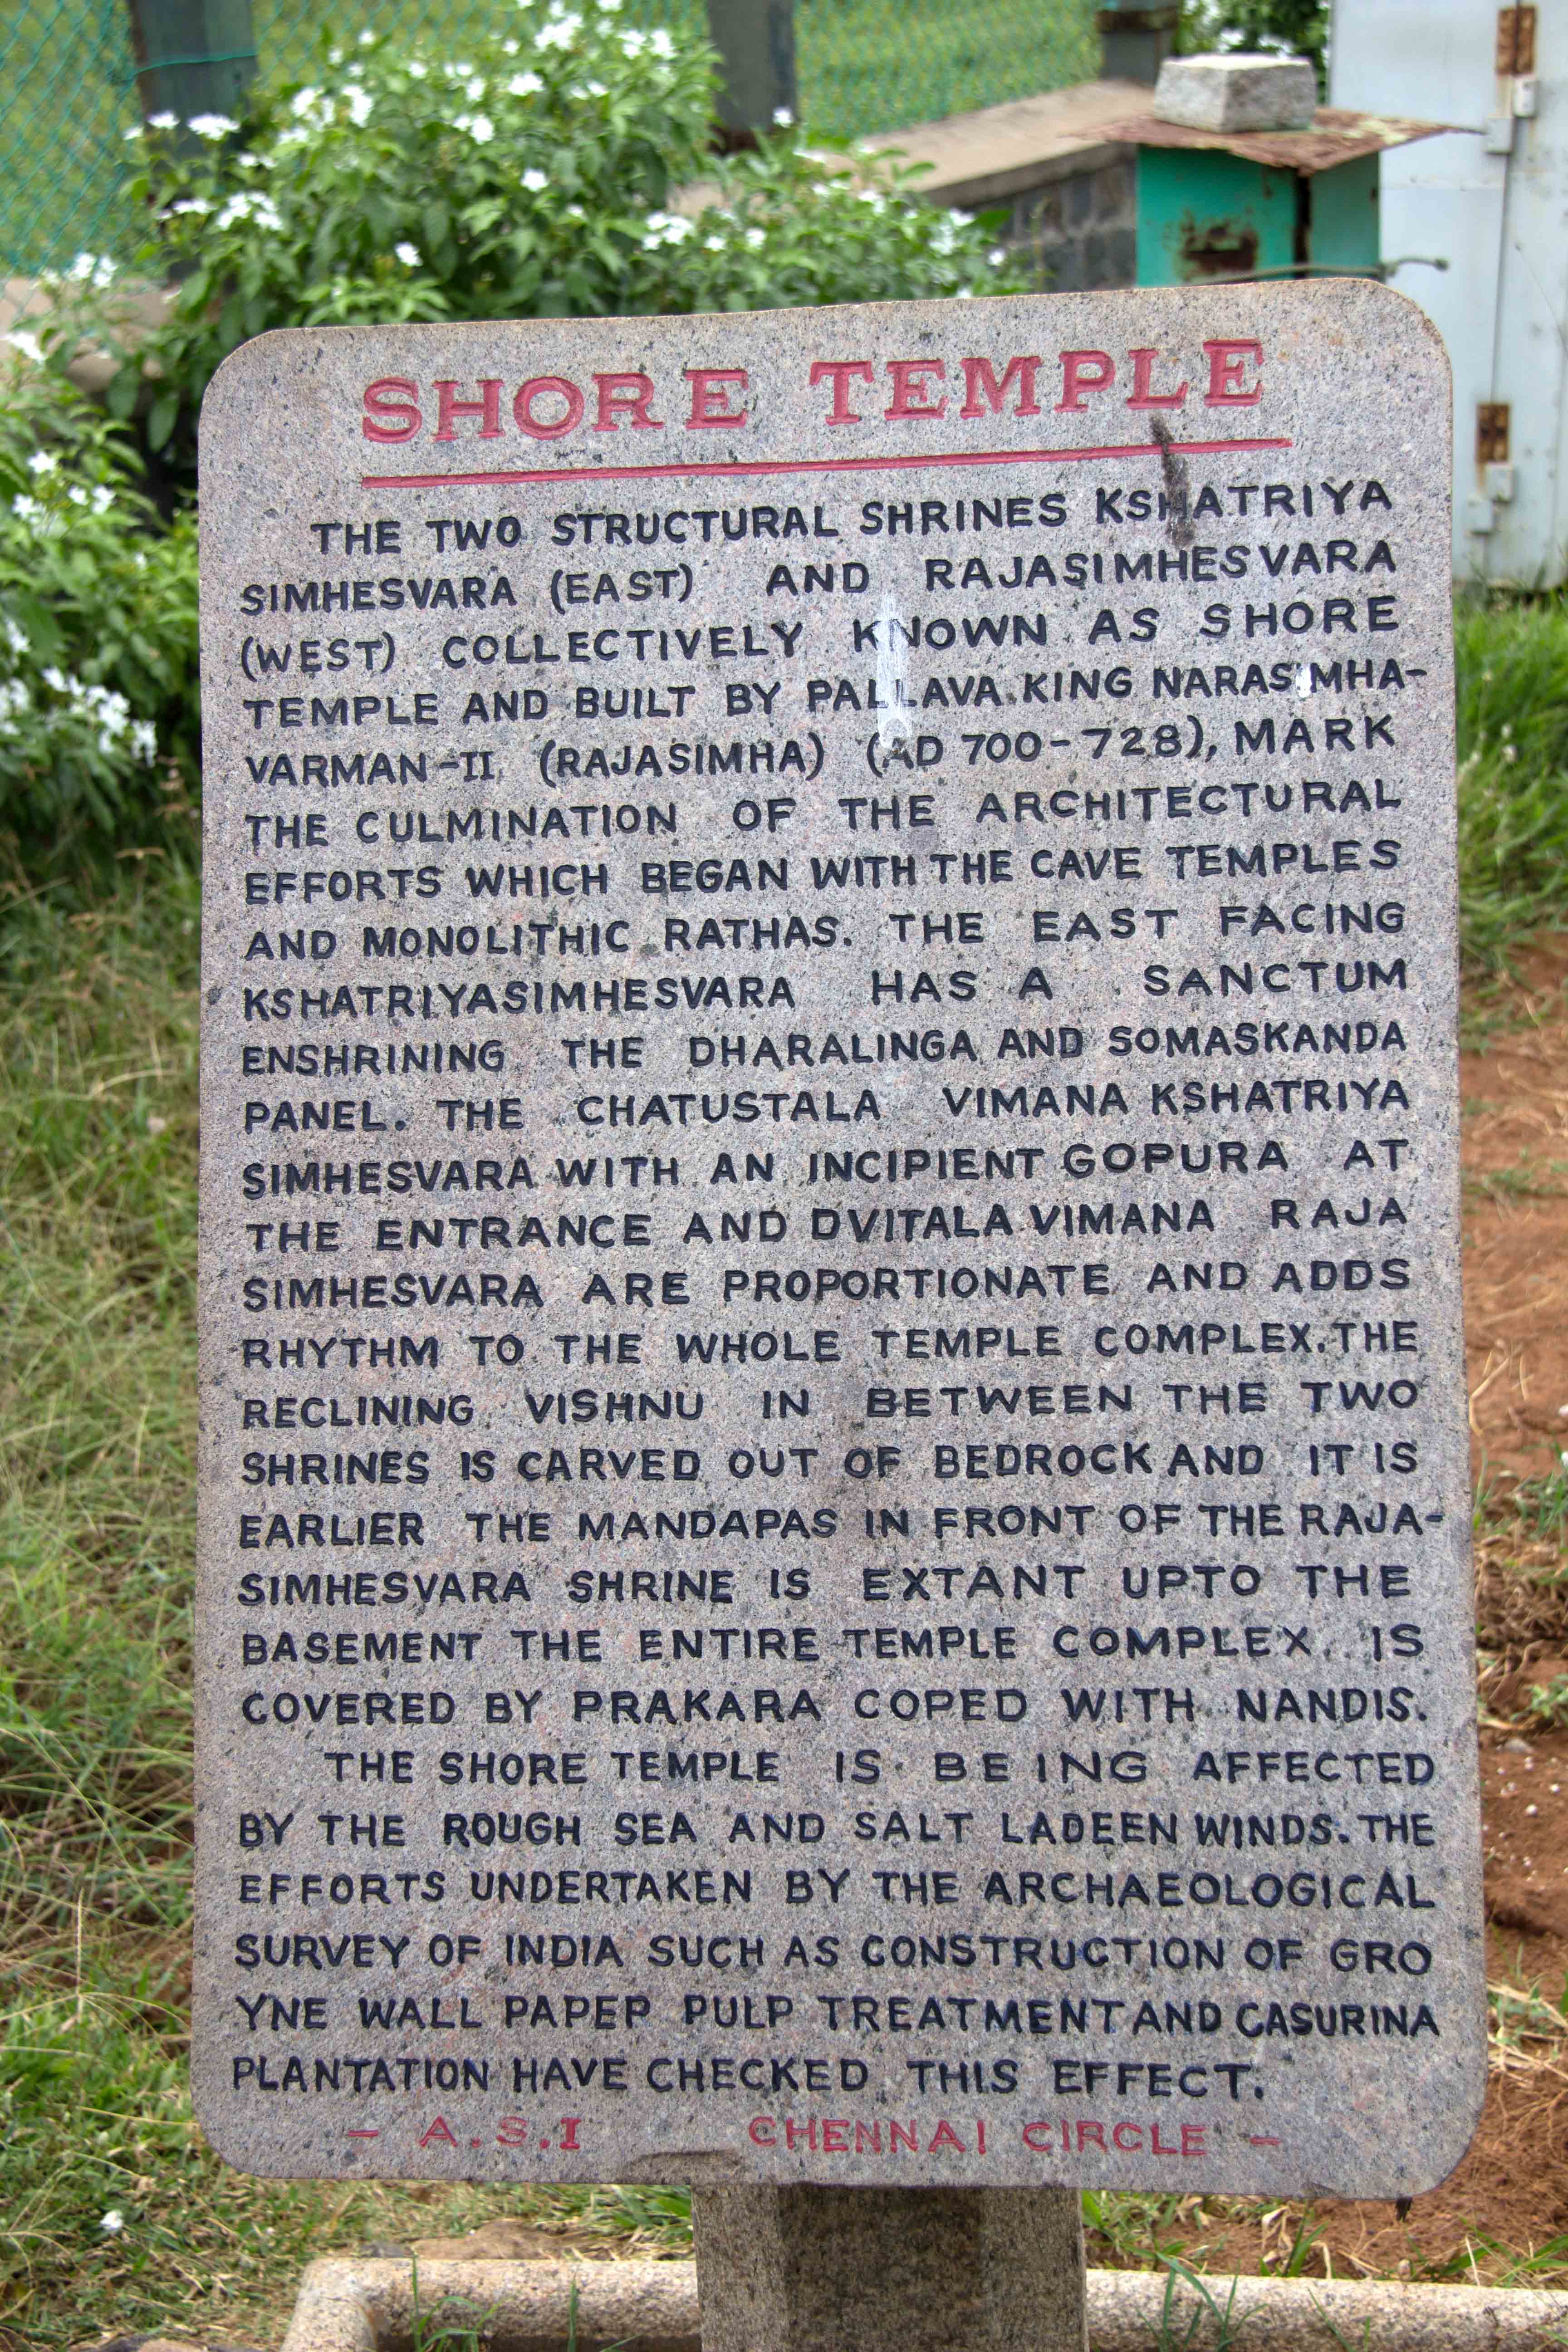 SHORE TEMPLE
THE TWO STRUCTURAL SHRINES KSHATRIYA
SIMHESVARA (EAST) AND RAJASIMHESVARA
(WEST) COLLECTIVELY KNOWN AS SHORE
TEMPLE AND BUILT BY PALLAVA KING NARASIMHA-
VARMAN-II (RAJASIMHA) (AD 700-728), MARK
THE CULMINATION OF THE ARCHITECTURAL
EFFORTS WHICH BEGAN WITH THE CAVE TEMPLES
AND MONOLITHIC RATHAS. THE EAST FACING
KSHATRIYASIMHESVARA HAS A SANCTUM
ENSHRINING THE DHARALINGA AND SOMASKANDA
PANEL. THE CHATUSTALA VIMANA KSHATRIYA
SIMHESVARA WITH AN INCIPIENT GOPURA AT
THE ENTRANCE AND DVITALA VIMANA RAJA
SIMHESVARA ARE PROPORTIONATE AND ADDS
RHYTHM TO THE WHOLE TEMPLE COMPLEX. THE
RECLINING VISHNU IN BETWEEN THE TWO
SHRINES IS CARVED OUT OF BEDROCK AND IT IS
EARLIER THE MANDAPAS IN FRONT OF THE RAJA-
SIMHESVARA SHRINE IS EXTANT UPTO THE
BASEMENT THE ENTIRE TEMPLE COMPLEX IS
COVERED BY PRAKARA COPED WITH NANDIS.
THE SHORE TEMPLE IS BEING AFFECTED
BY THE ROUGH SEA AND SALT LADEEN WINDS. THE
EFFORTS UNDERTAKEN BY THE ARCHAEOLOGICAL
SURVEY OF INDIA SUCH AS CONSTRUCTION OF GRO
YNE WALL PAPER PULP TREATMENT AND CASURINA
PLANTATION HAVE CHECKED THIS EFFECT.
- A.S.I CHENNAI CIRCLE -